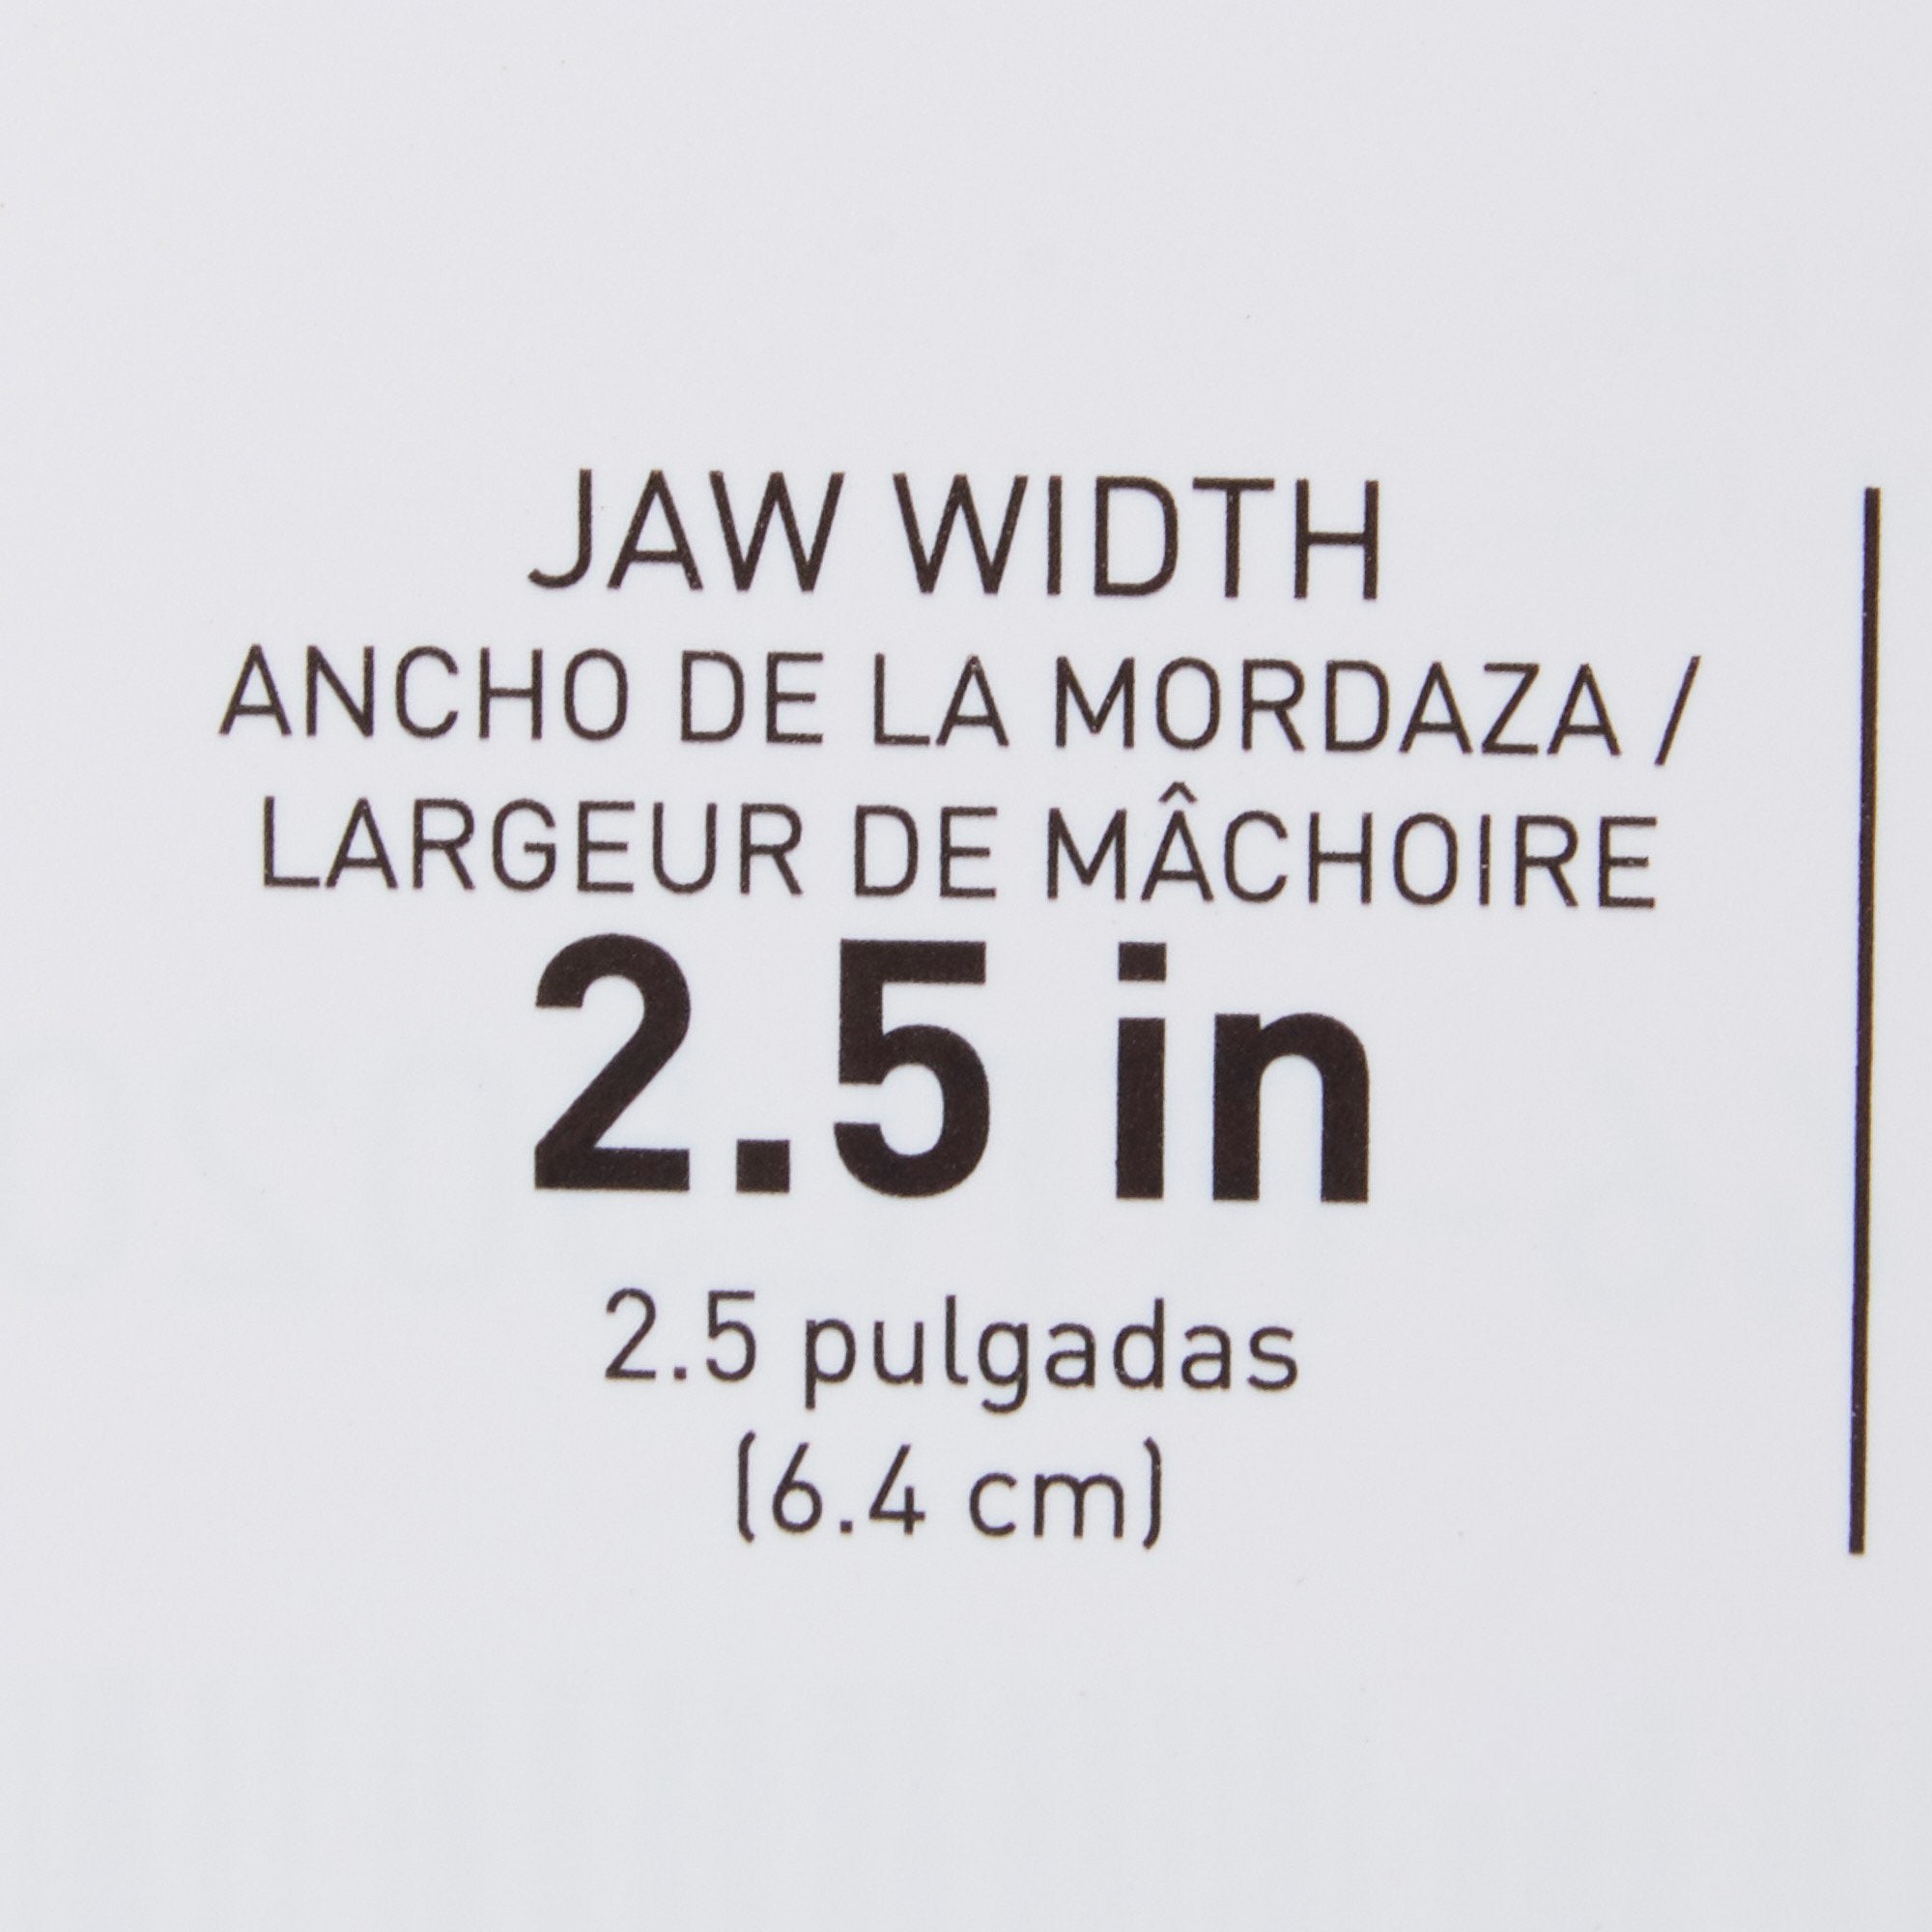 JAW WIDTH
ANCHO DE LA MORDAZA /
LARGEUR DE MÂCHOIRE
2.5 in
2.5 pulgadas
(6.4 cm)